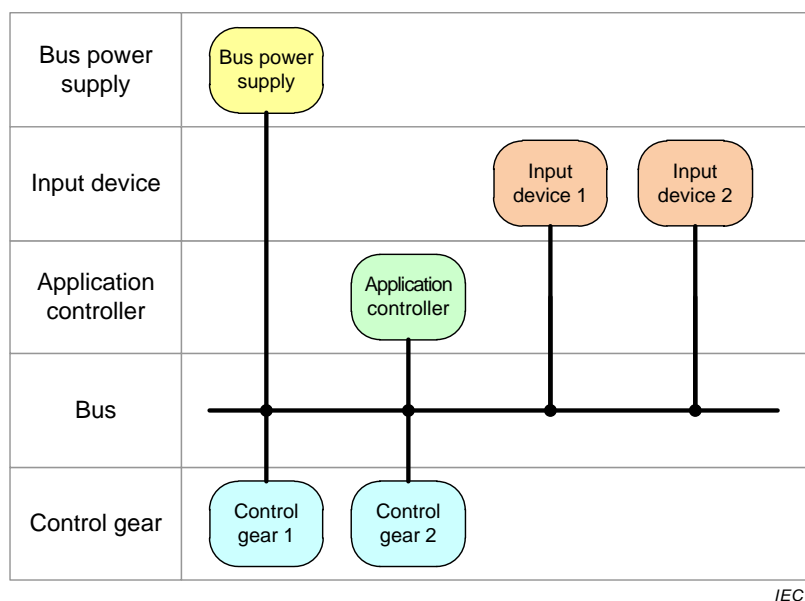 Bus power
supply
Bus power
supply
Input device
Input
device 1
Input
device 2
Application
controller
Application
controller
Bus
Control gear
Control
gear 1
Control
gear 2
IEC